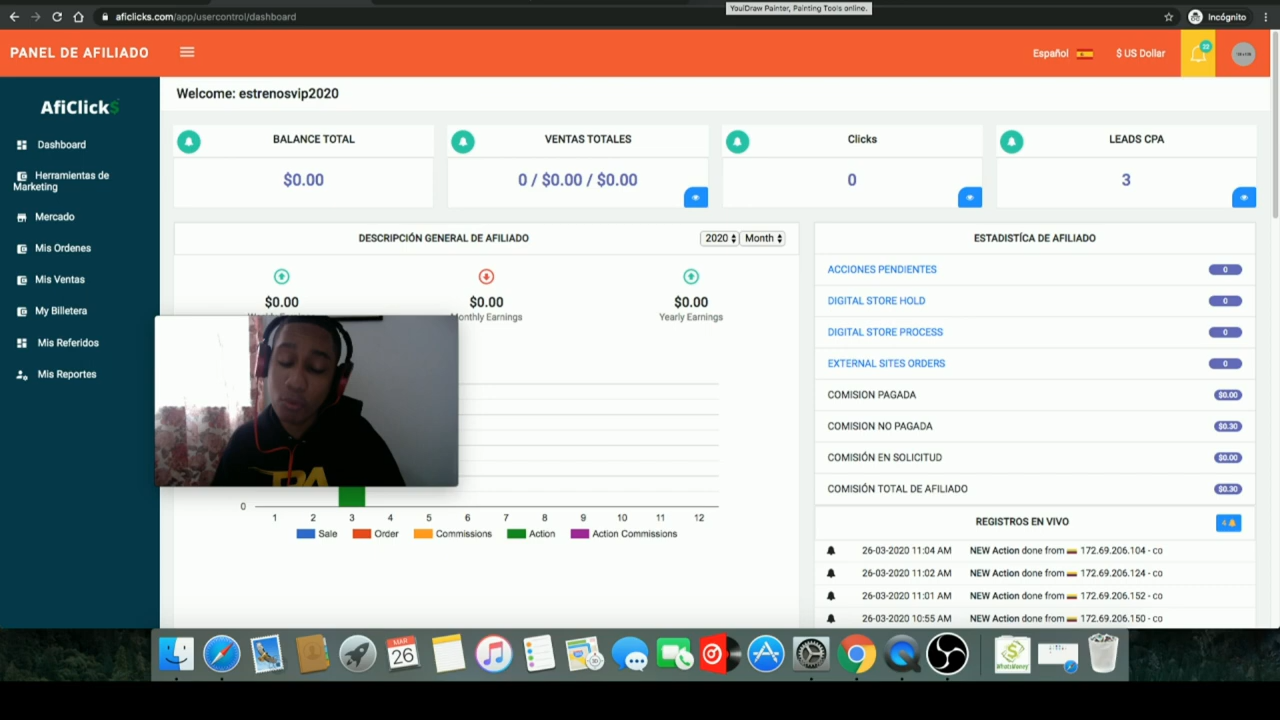 YouIDraw Painter, Painting Tools online.
aficlicks.com/app/usercontrol/dashboard
Incógnito
PANEL DE AFILIADO
Español
$ US Dollar
22
AfiClick$
Welcome: estrenosvip2020
Dashboard
Herramientas de
Marketing
Mercado
Mis Ordenes
Mis Ventas
My Billetera
Mis Referidos
Mis Reportes
BALANCE TOTAL
$0.00
VENTAS TOTALES
0 / $0.00 / $0.00
Clicks
0
LEADS CPA
3
DESCRIPCIÓN GENERAL DE AFILIADO
2020
Month
$0.00
$0.00
Monthly Earnings
$0.00
Yearly Earnings
0
1 2 3 4 5 6 7 8 9 10 11 12
Sale Order Commissions Action Action Commissions
ESTADISTÍCA DE AFILIADO
ACCIONES PENDIENTES 0
DIGITAL STORE HOLD 0
DIGITAL STORE PROCESS 0
EXTERNAL SITES ORDERS 0
COMISION PAGADA $0.00
COMISION NO PAGADA $0.30
COMISIÓN EN SOLICITUD $0.00
COMISIÓN TOTAL DE AFILIADO $0.30
REGISTROS EN VIVO
4
26-03-2020 11:04 AM NEW Action done from 172.69.206.104 - co
26-03-2020 11:02 AM NEW Action done from 172.69.206.124 - co
26-03-2020 11:01 AM NEW Action done from 172.69.206.152 - co
26-03-2020 10:55 AM NEW Action done from 172.69.206.150 - co
MAR
26
WhatsMoney